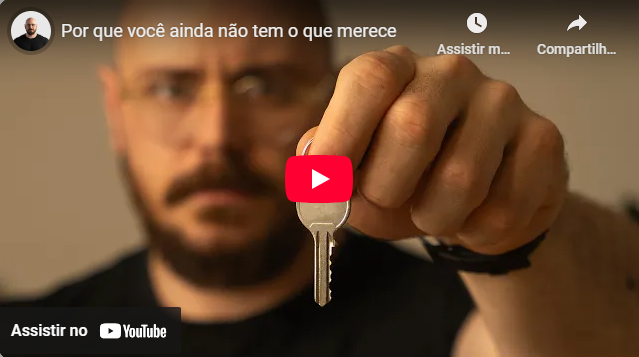 Por que você ainda não tem o que merece
Assistir m...
Compartilh...
Assistir no YouTube